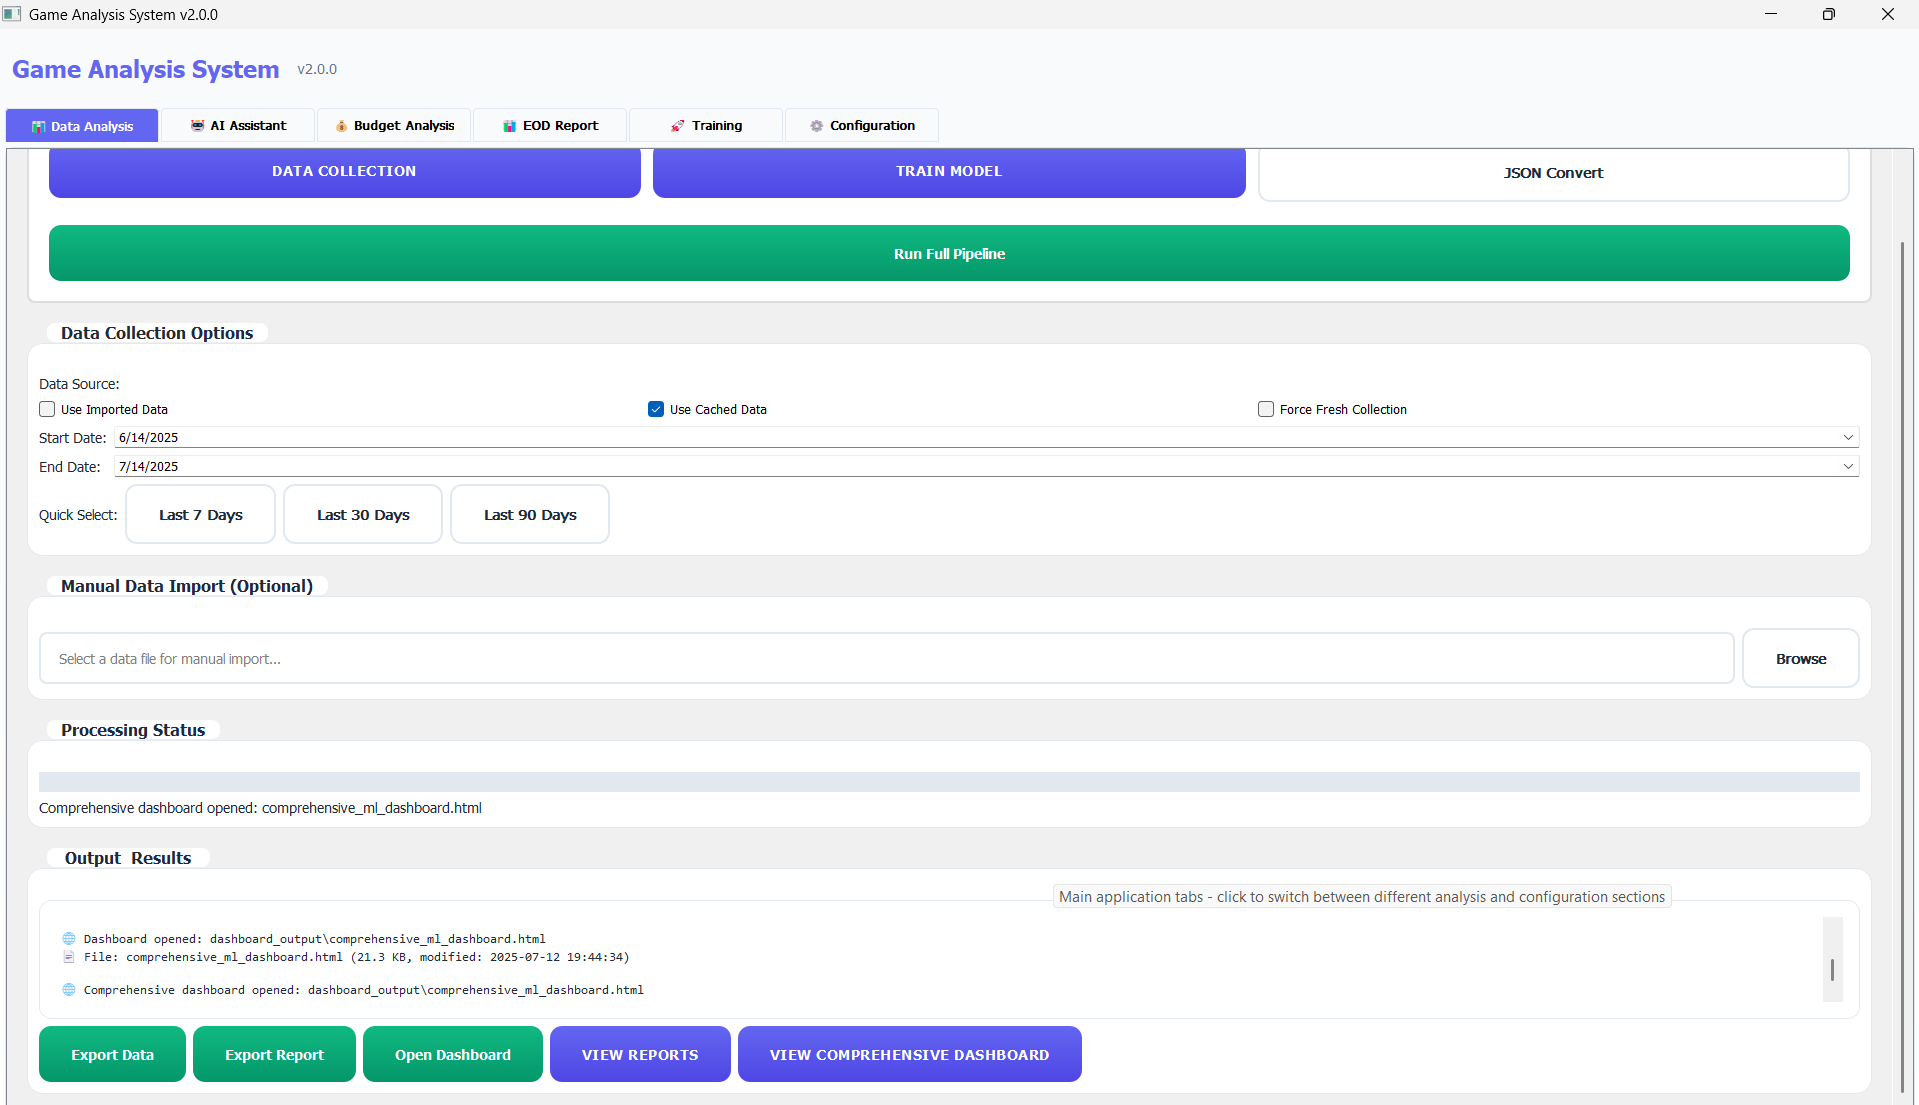 Game Analysis System v2.0.0
Game Analysis System v2.0.0
Data Analysis AI Assistant Budget Analysis EOD Report Training Configuration
DATA COLLECTION TRAIN MODEL JSON Convert
Run Full Pipeline
Data Collection Options
Data Source:
Use Imported Data Use Cached Data Force Fresh Collection
Start Date: 6/14/2025
End Date: 7/14/2025
Quick Select: Last 7 Days Last 30 Days Last 90 Days
Manual Data Import (Optional)
Select a data file for manual import... Browse
Processing Status
Comprehensive dashboard opened: comprehensive_ml_dashboard.html
Output Results
Main application tabs - click to switch between different analysis and configuration sections
Dashboard opened: dashboard_output\comprehensive_ml_dashboard.html
File: comprehensive_ml_dashboard.html (21.3 KB, modified: 2025-07-12 19:44:34)
Comprehensive dashboard opened: dashboard_output\comprehensive_ml_dashboard.html
Export Data Export Report Open Dashboard VIEW REPORTS VIEW COMPREHENSIVE DASHBOARD